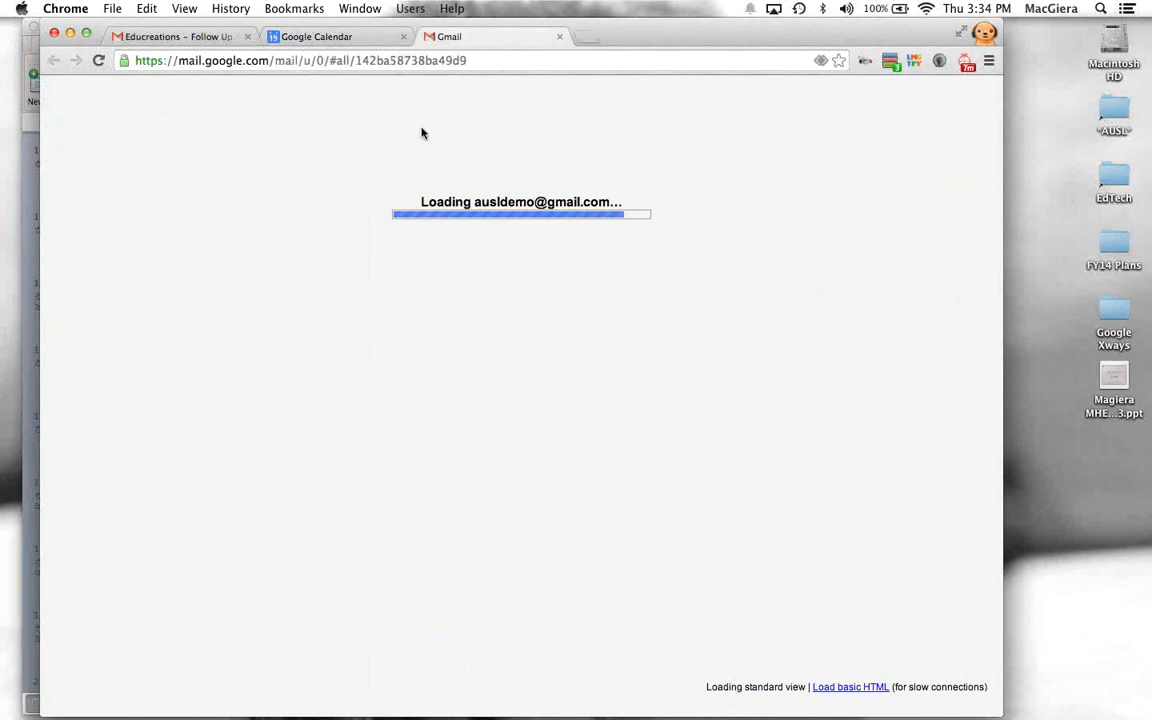 Chrome File Edit View History Bookmarks Window Users Help 100% Thu 3:34 PM MacGiera
Educreations – Follow Up Google Calendar Gmail
https://mail.google.com/mail/u/0/#all/142ba58738ba49d9
New
Loading ausldemo@gmail.com…
Loading standard view | Load basic HTML (for slow connections)
Macintosh
HD
*AUSL*
EdTech
FY14 Plans
Google
Xways
Magiera
MHE...3.ppt